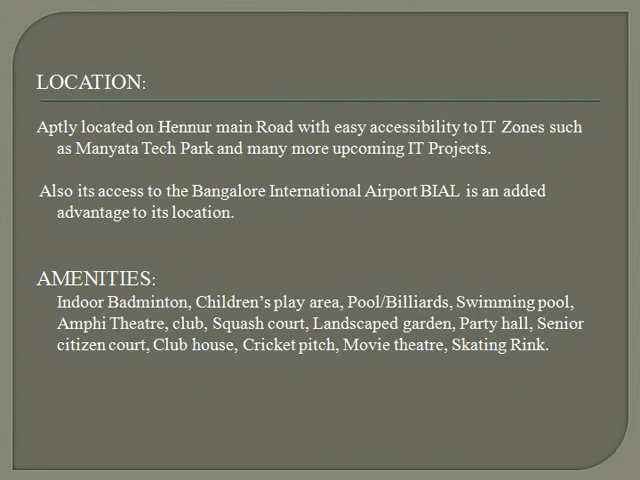 LOCATION:
Aptly located on Hennur main Road with easy accessibility to IT Zones such
as Manyata Tech Park and many more upcoming IT Projects.
Also its access to the Bangalore International Airport BIAL is an added
advantage to its location.
AMENITIES:
Indoor Badminton, Children's play area, Pool/Billiards, Swimming pool,
Amphi Theatre, club, Squash court, Landscaped garden, Party hall, Senior
citizen court, Club house, Cricket pitch, Movie theatre, Skating Rink.